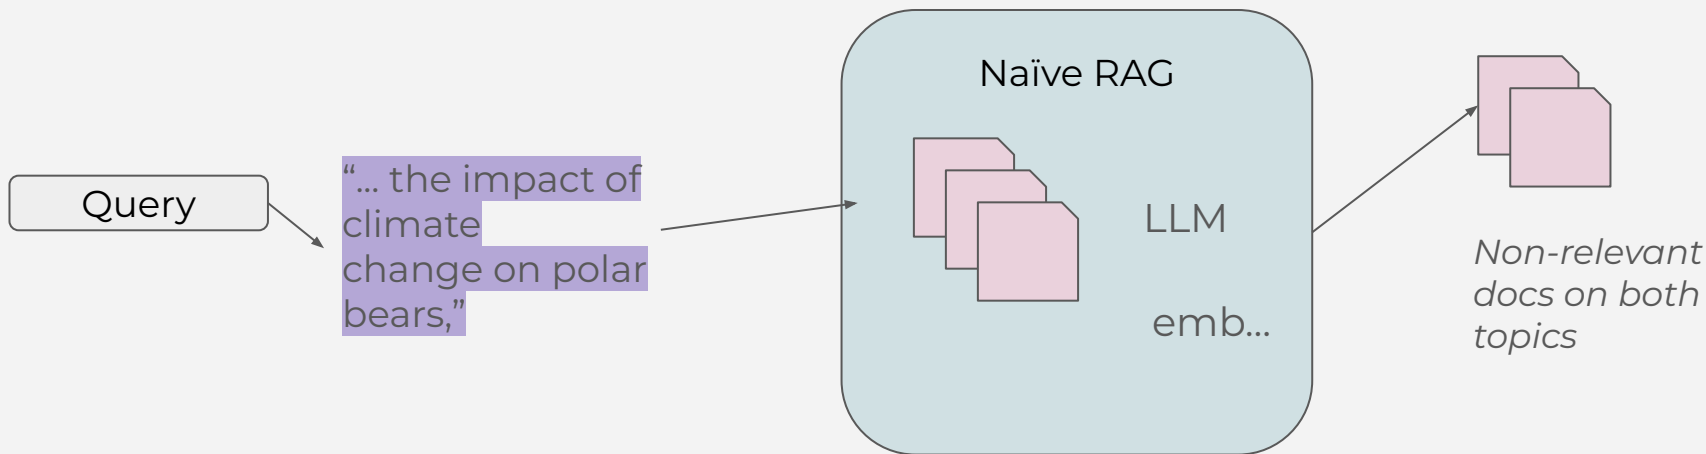 Query
“... the impact of
climate
change on polar
bears,”
Naïve RAG
LLM
emb...
Non-relevant
docs on both
topics